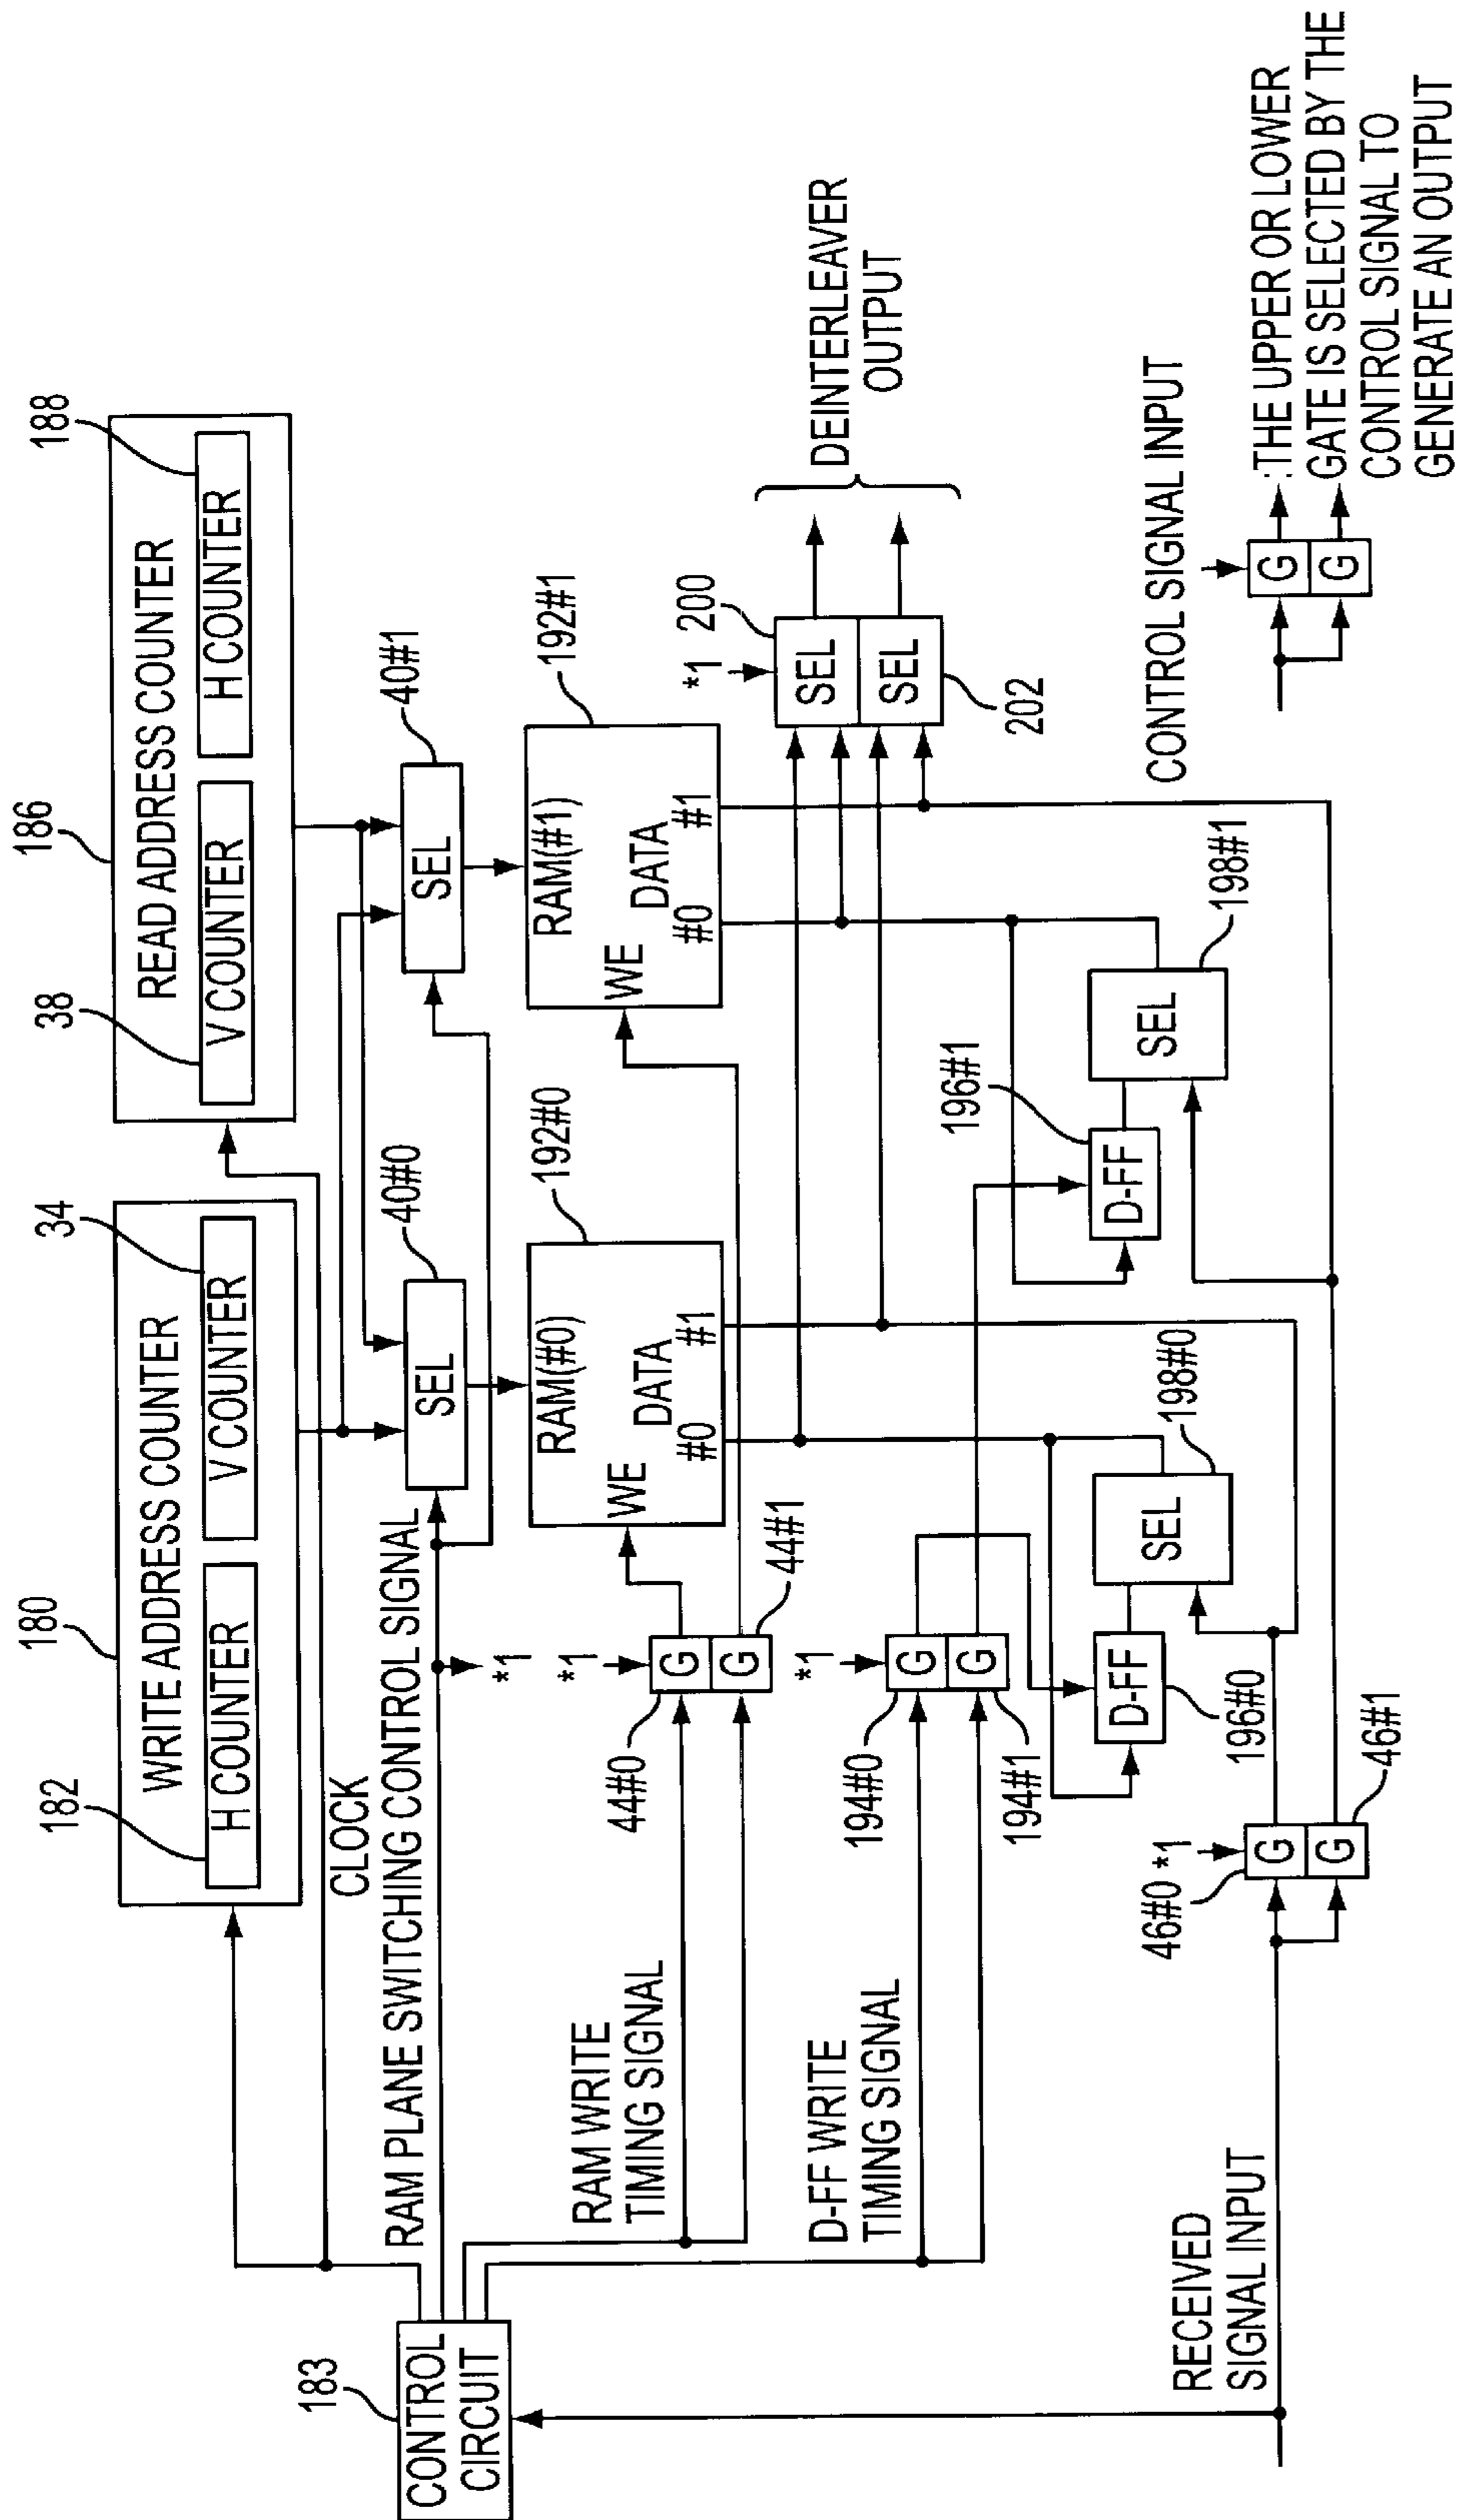 180
182
WRITE ADDRESS COUNTER
H COUNTER
V COUNTER
34
186
38
READ ADDRESS COUNTER
V COUNTER
H COUNTER
188
CLOCK
RAM PLANE SWITCHING CONTROL SIGNAL
183
CONTROL
CIRCUIT
*1
SEL
40#0
SEL
40#1
RAM WRITE
TIMING SIGNAL
44#0
*1
G
G
44#1
RAM(#0)
WE
DATA
#0
#1
192#0
RAM(#1)
WE
DATA
#0
#1
192#1
*1
200
SEL
SEL
202
DEINTERLEAVER
OUTPUT
D-FF WRITE
TIMING SIGNAL
194#0
*1
G
G
194#1
D-FF
196#0
SEL
198#0
196#1
D-FF
SEL
198#1
RECEIVED
SIGNAL INPUT
46#0
*1
G
G
46#1
CONTROL SIGNAL INPUT
G
G
:THE UPPER OR LOWER
GATE IS SELECTED BY THE
CONTROL SIGNAL TO
GENERATE AN OUTPUT